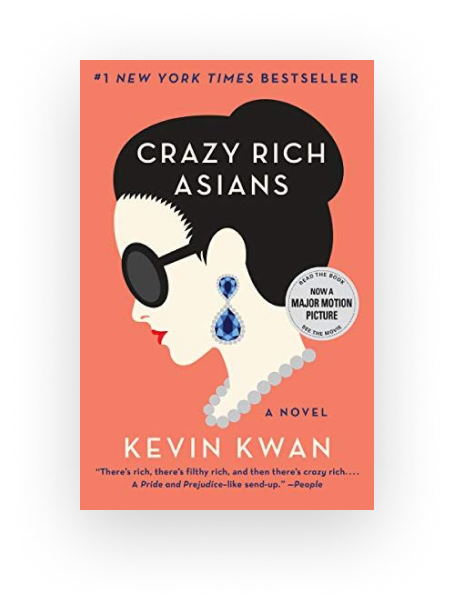 #1 NEW YORK TIMES BESTSELLER
CRAZY RICH
ASIANS
READ THE BOOK
NOW A
MAJOR MOTION
PICTURE
SEE THE MOVIE
A NOVEL
KEVIN KWAN
"There's rich, there's filthy rich, and then there's crazy rich....
A Pride and Prejudice-like send-up." —People